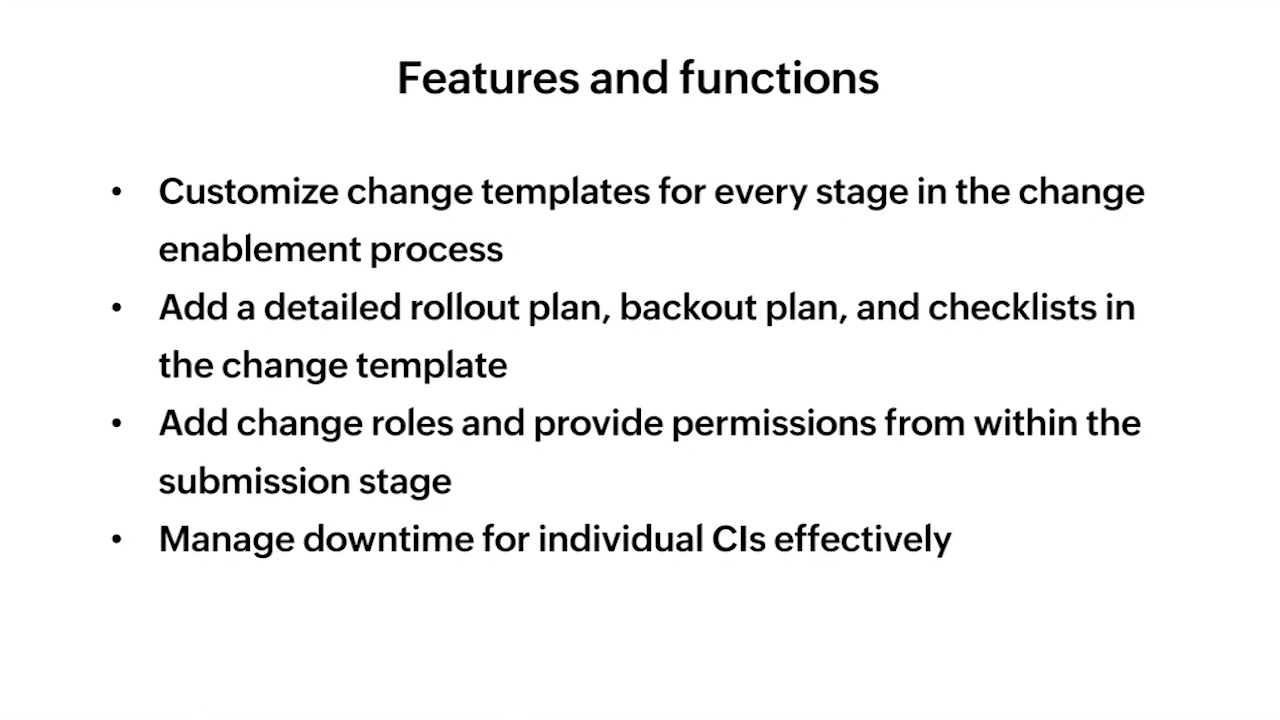 Features and functions
• Customize change templates for every stage in the change
enablement process
• Add a detailed rollout plan, backout plan, and checklists in
the change template
• Add change roles and provide permissions from within the
submission stage
• Manage downtime for individual CIs effectively